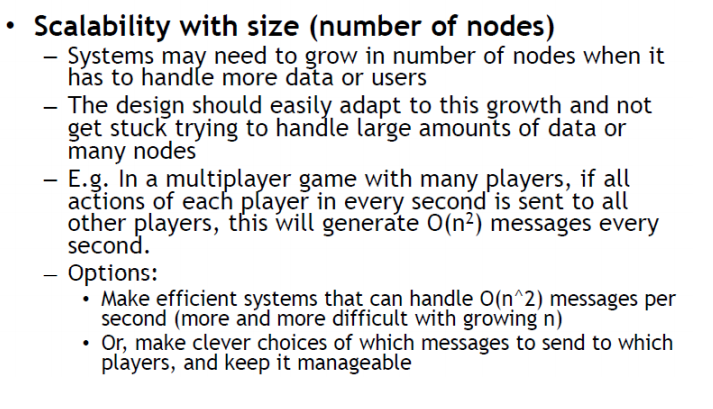 • Scalability with size (number of nodes)
– Systems may need to grow in number of nodes when it
has to handle more data or users
– The design should easily adapt to this growth and not
get stuck trying to handle large amounts of data or
many nodes
– E.g. In a multiplayer game with many players, if all
actions of each player in every second is sent to all
other players, this will generate O(n²) messages every
second.
– Options:
• Make efficient systems that can handle O(n^2) messages per
second (more and more difficult with growing n)
• Or, make clever choices of which messages to send to which
players, and keep it manageable